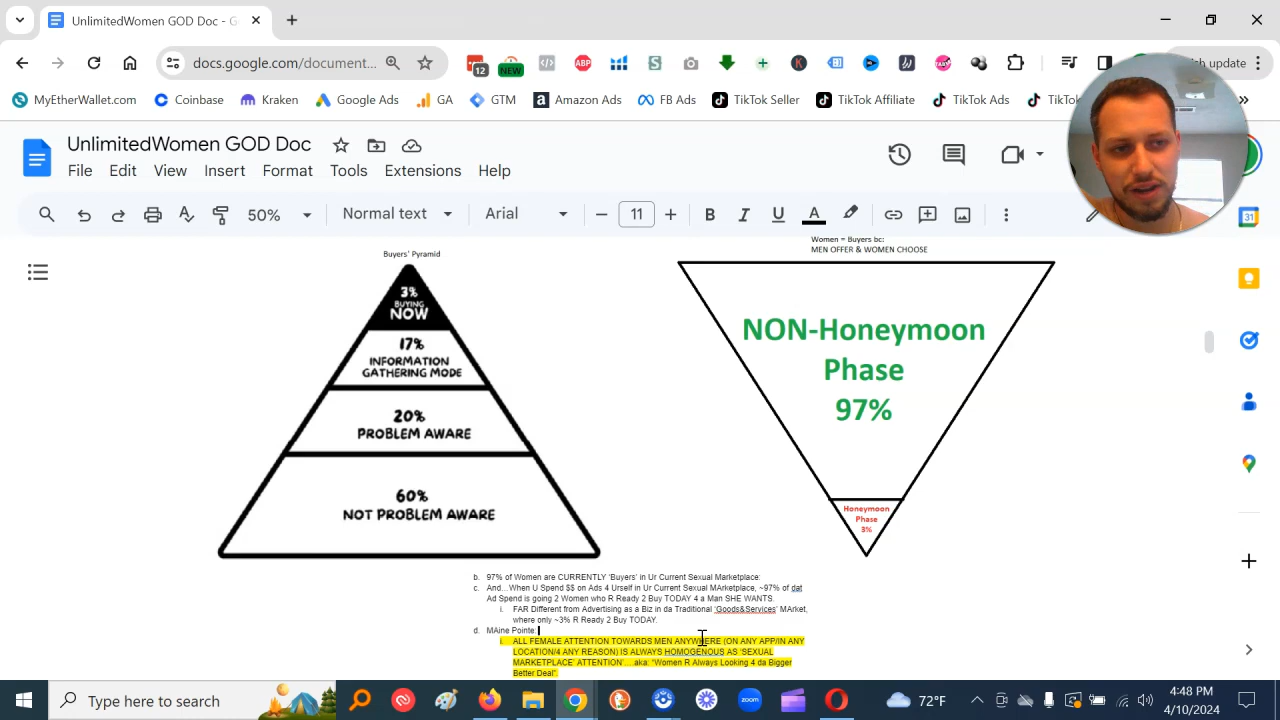 UnlimitedWomen GOD Doc - G
docs.google.com/document...
12
NEW
ABP
update
MyEtherWallet.com
Coinbase
Kraken
Google Ads
GA
GTM
Amazon Ads
FB Ads
TikTok Seller
TikTok Affiliate
TikTok Ads
UnlimitedWomen GOD Doc
File Edit View Insert Format Tools Extensions Help
50%
Normal text
Arial
11
31
Buyers' Pyramid
3%
BUYING
NOW
17%
INFORMATION
GATHERING MODE
20%
PROBLEM AWARE
60%
NOT PROBLEM AWARE
Women = Buyers bc:
MEN OFFER & WOMEN CHOOSE
NON-Honeymoon
Phase
97%
Honeymoon
Phase
3%
b. 97% of Women are CURRENTLY 'Buyers' in Ur Current Sexual Marketplace:
c. And...When U Spend $$ on Ads 4 Urself in Ur Current Sexual MArketplace, ~97% of dat
Ad Spend is going 2 Women who R Ready 2 Buy TODAY 4 a Man SHE WANTS.
i. FAR Different from Advertising as a Biz in da Traditional 'Goods&Services' MArket,
where only ~3% R Ready 2 Buy TODAY.
d. MAine Pointe:
i. ALL FEMALE ATTENTION TOWARDS MEN ANYWHERE (ON ANY APP/IN ANY
LOCATION/4 ANY REASON) IS ALWAYS HOMOGENOUS AS 'SEXUAL
MARKETPLACE' ATTENTION'....aka: "Women R Always Looking 4 da Bigger
Better Deal"
Type here to search
zoom
72°F
4:48 PM
4/10/2024